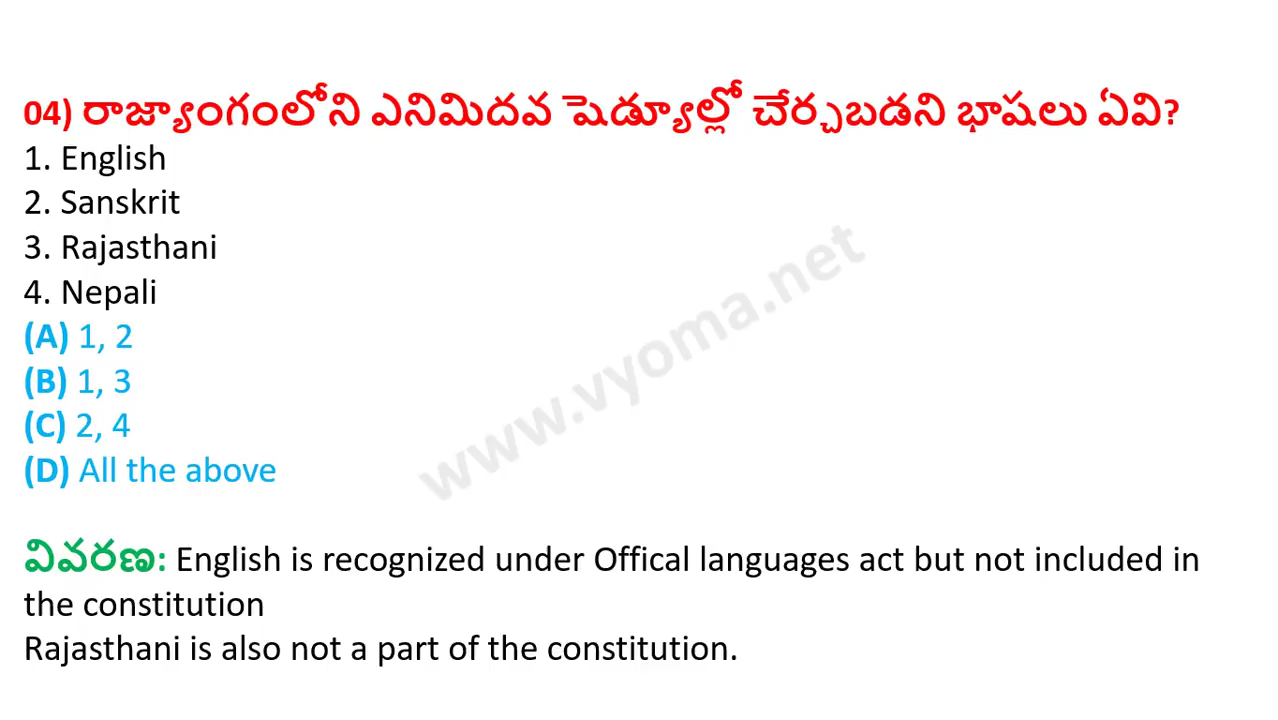 04) రాజ్యాంగంలోని ఎనిమిదవ షెడ్యూల్లో చేర్చబడని భాషలు ఏవి?
1. English
2. Sanskrit
3. Rajasthani
4. Nepali
(A) 1, 2
(B) 1, 3
(C) 2, 4
(D) All the above
www.vyoma.net
వివరణ: English is recognized under Offical languages act but not included in
the constitution
Rajasthani is also not a part of the constitution.